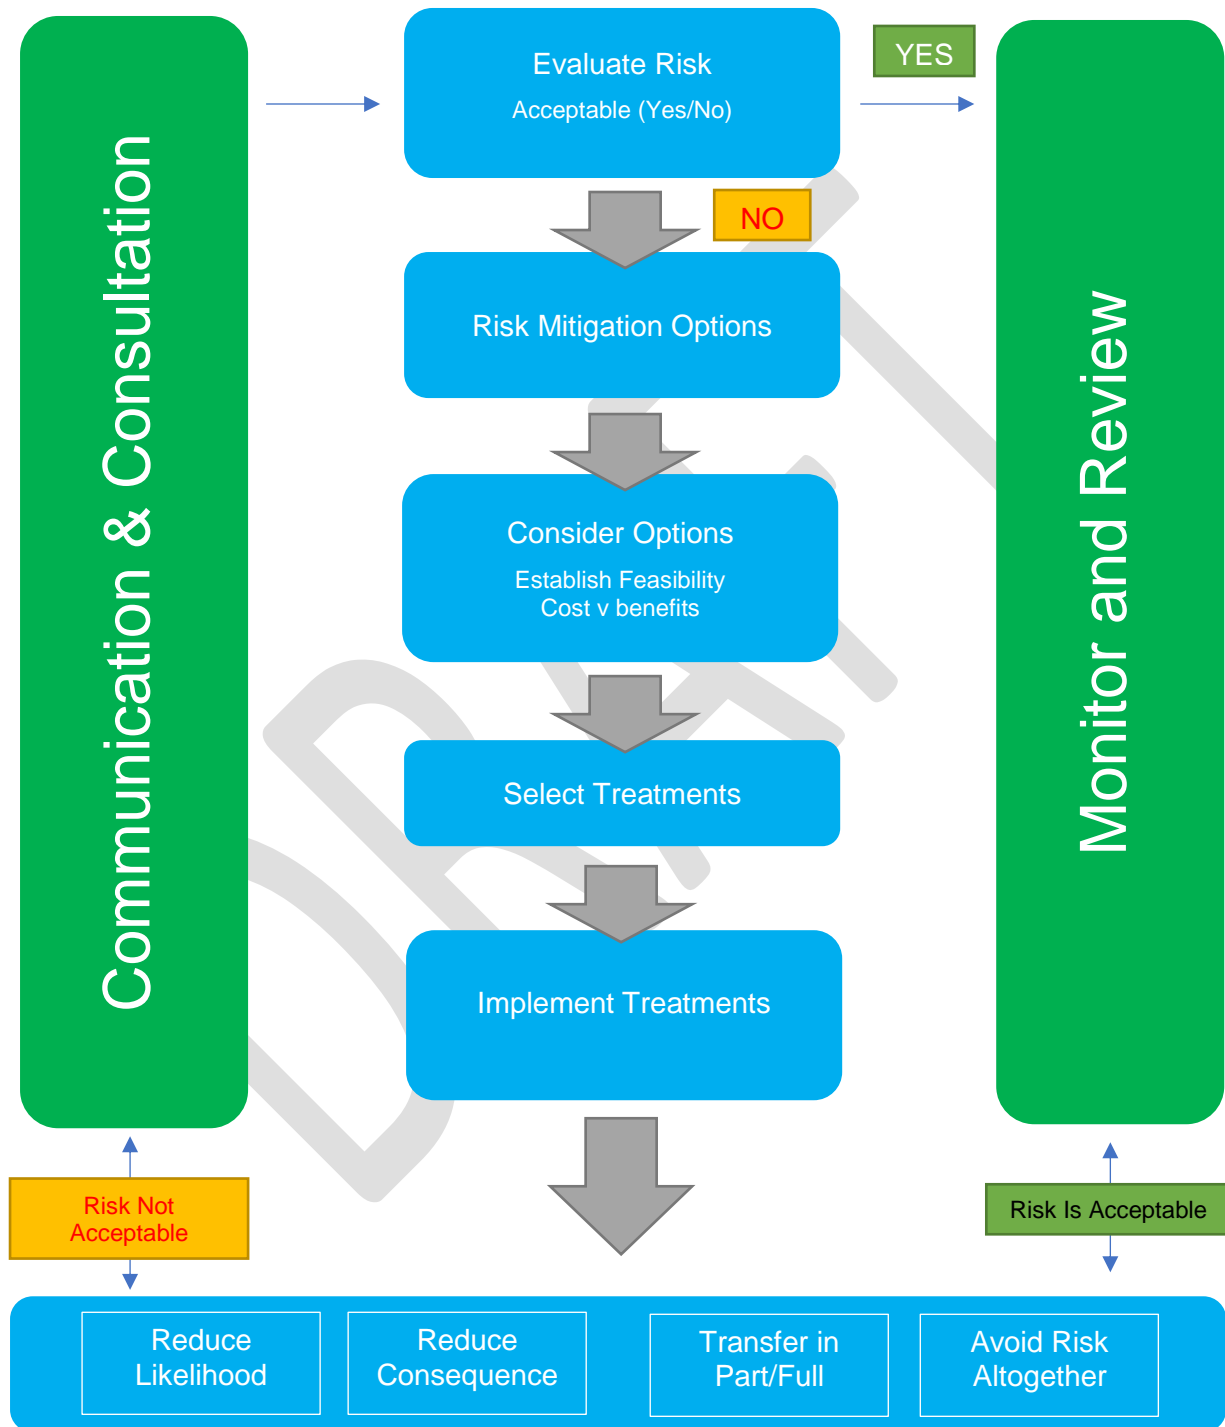 Communication & Consultation
Evaluate Risk
Acceptable (Yes/No)
YES
NO
Risk Mitigation Options
Consider Options
Establish Feasibility
Cost v benefits
Select Treatments
Implement Treatments
Monitor and Review
DRAFT
Risk Not
Acceptable
Risk Is Acceptable
Reduce
Likelihood
Reduce
Consequence
Transfer in
Part/Full
Avoid Risk
Altogether